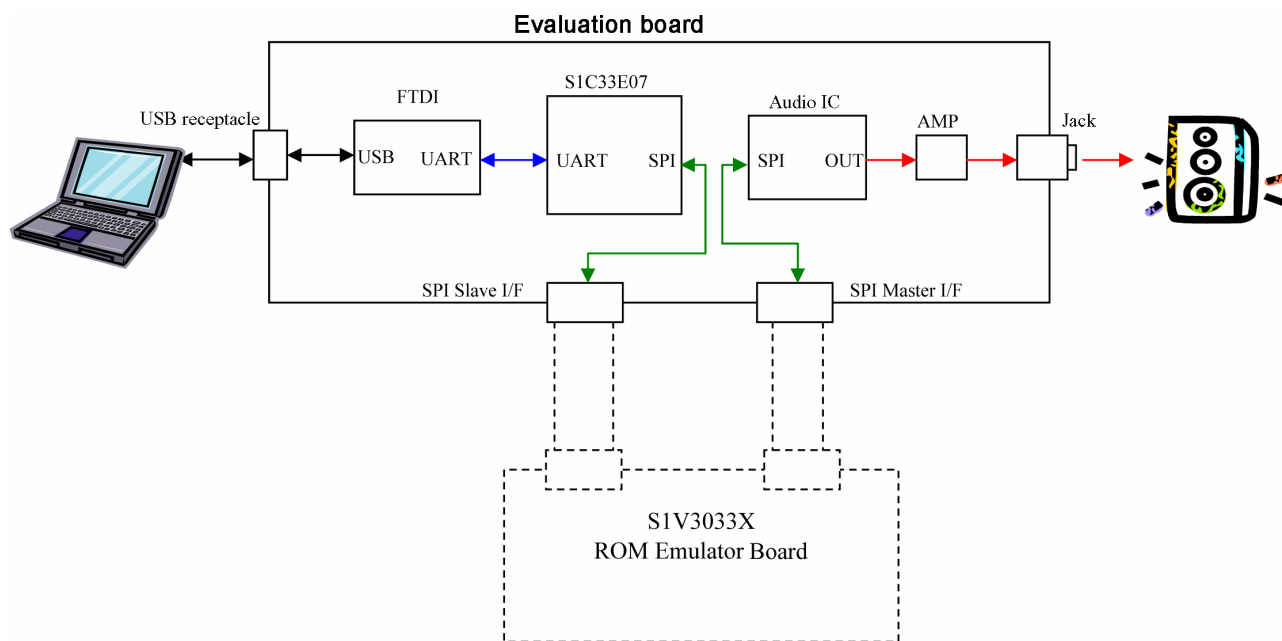 Evaluation board
USB receptacle
FTDI
USB
UART
S1C33E07
UART
SPI
Audio IC
SPI
OUT
AMP
Jack
SPI Slave I/F
SPI Master I/F
S1V3033X
ROM Emulator Board